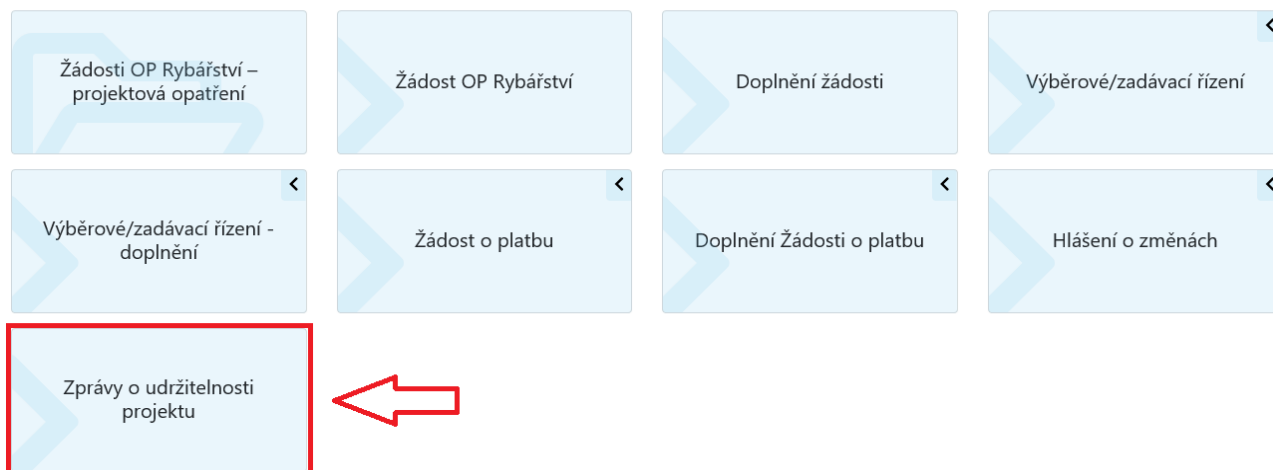 Žádosti OP Rybářství –
projektová opatření
Žádost OP Rybářství
Doplnění žádosti
Výběrové/zadávací řízení
Výběrové/zadávací řízení -
doplnění
Žádost o platbu
Doplnění Žádosti o platbu
Hlášení o změnách
Zprávy o udržitelnosti
projektu